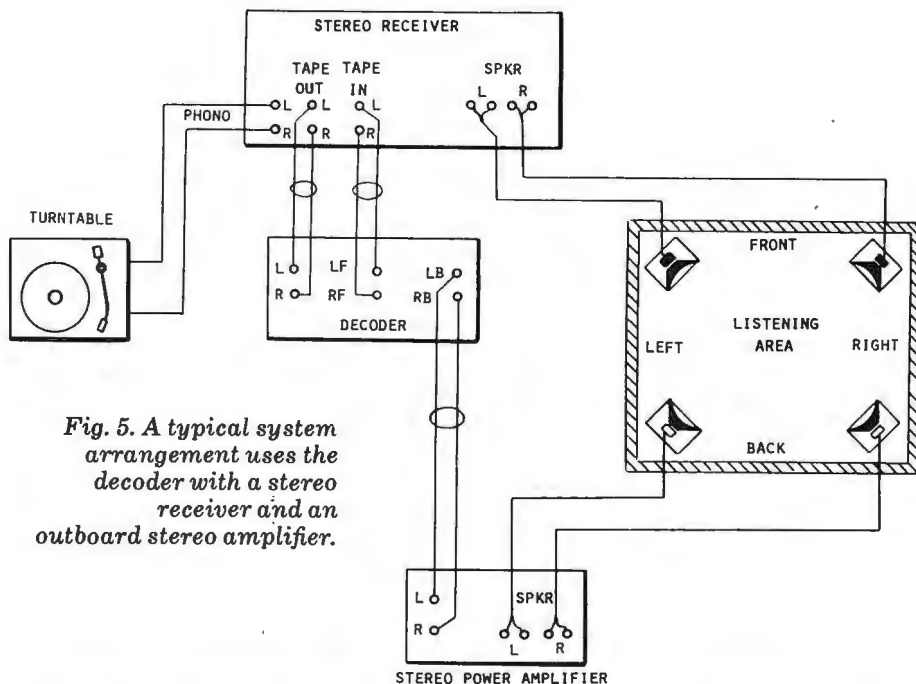 STEREO RECEIVER
TAPE OUT
TAPE IN
SPKR
L R
L L L
PHONO
R R R
TURNTABLE
L LF LB
R RF RB
DECODER
FRONT
LEFT
LISTENING
AREA
RIGHT
BACK
Fig. 5. A typical system
arrangement uses the
decoder with a stereo
receiver and an
outboard stereo amplifier.
L SPKR
R L R
STEREO POWER AMPLIFIER